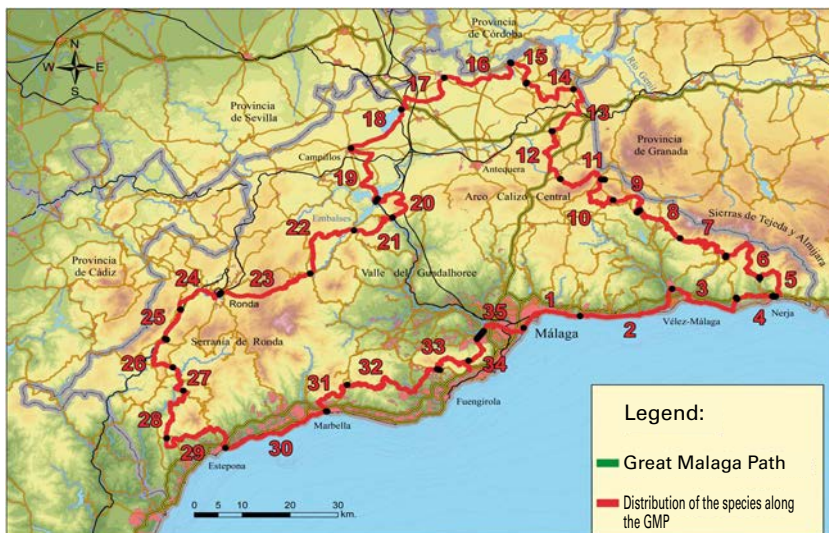 Provincia
de Córdoba
N
W E
S
15
16
17
14
Río Genil
Provincia
de Sevilla
18
13
Provincia
de Granada
Campillos
12
Antequera
11
19
Arco Calizo Central
9
10
20
Embalses
8
Sierras de Tejeda y Almijara
22
21
7
Provincia
de Cádiz
Valle del Guadalhorce
6
24
23
5
Ronda
1
3
25
35
2
Vélez-Málaga
4
Nerja
Málaga
Serranía de Ronda
26
33
34
27
32
31
Fuengirola
28
Marbella
29
30
Estepona
0 5 10 20 30
km.
Legend:
Great Malaga Path
Distribution of the species along
the GMP